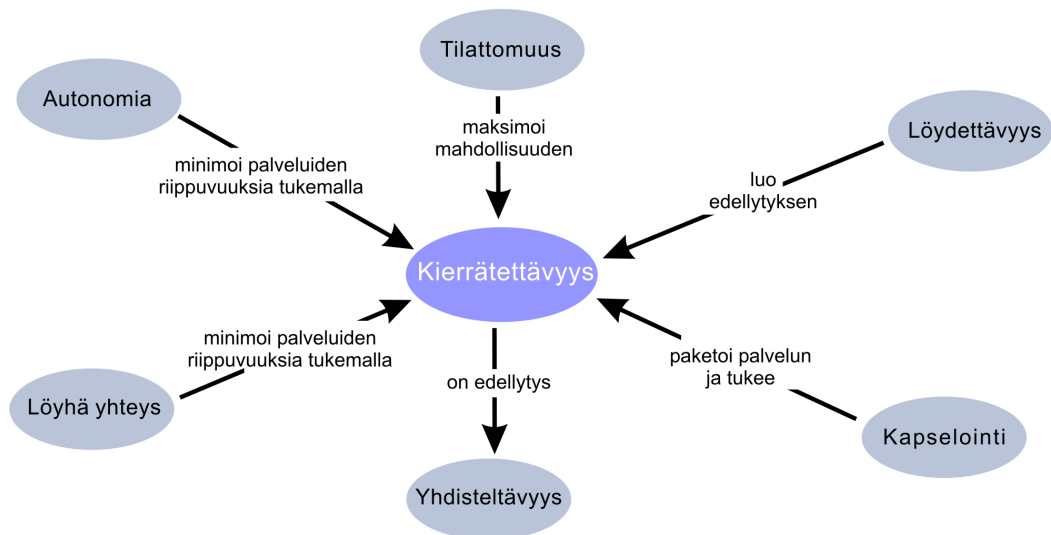 Tilattomuus
Autonomia
maksimoi
mahdollisuuden
Löydettävyys
minimoi palveluiden
riippuvuuksia tukemalla
luo
edellytyksen
Kierrätettävyys
minimoi palveluiden
riippuvuuksia tukemalla
paketoi palvelun
ja tukee
on edellytys
Löyhä yhteys
Kapselointi
Yhdisteltävyys